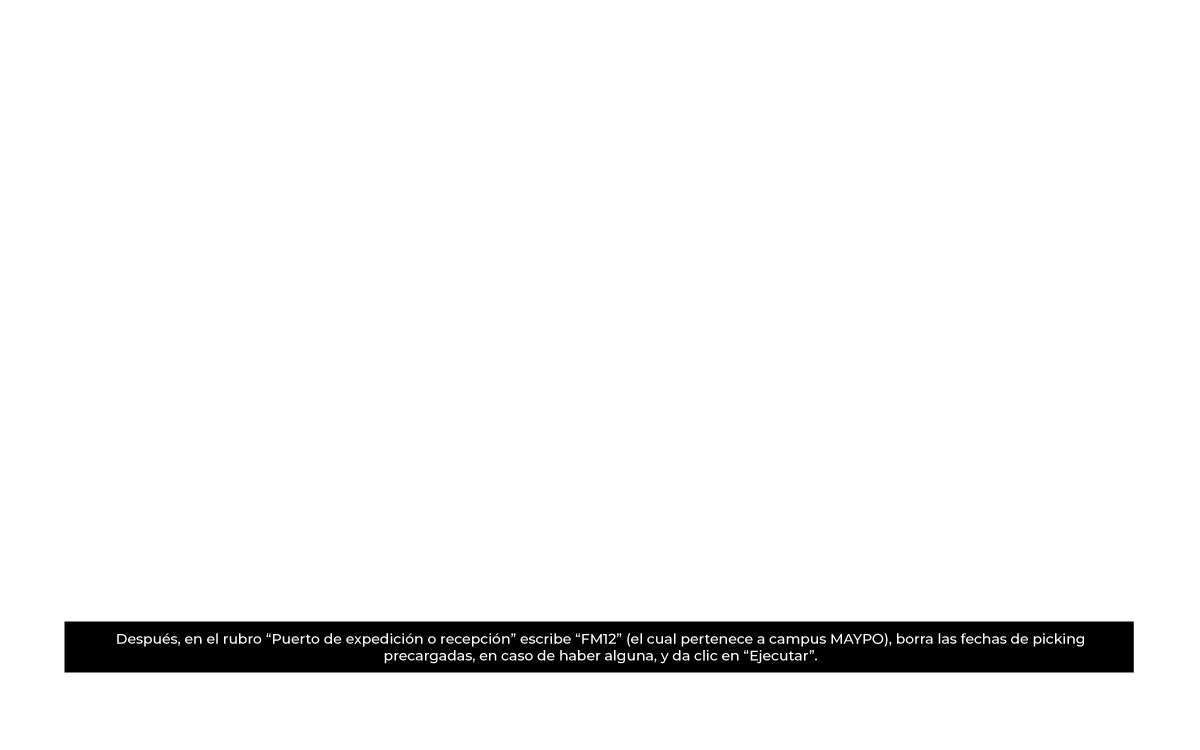 Después, en el rubro “Puerto de expedición o recepción” escribe “FM12” (el cual pertenece a campus MAYPO), borra las fechas de picking
precargadas, en caso de haber alguna, y da clic en “Ejecutar”.